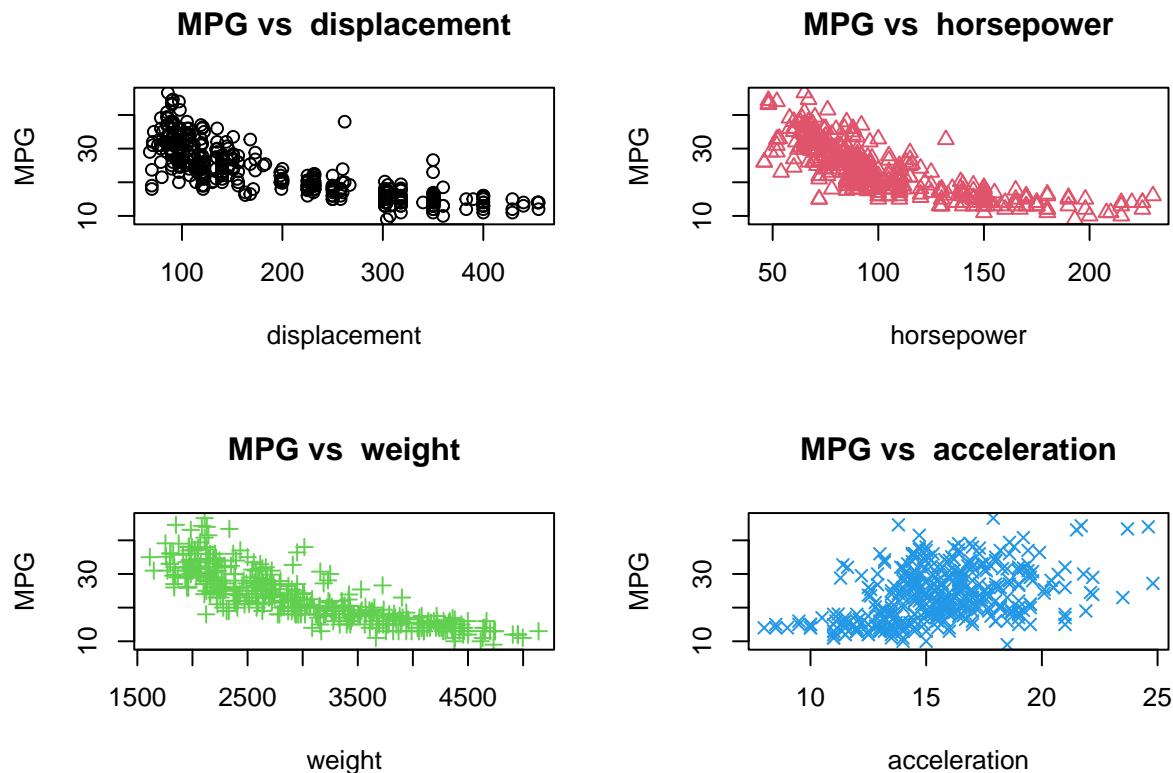 MPG vs  displacement
MPG
30
10
100 200 300 400
displacement
MPG vs  horsepower
MPG
30
10
50 100 150 200
horsepower
MPG vs  weight
MPG
30
10
1500 2500 3500 4500
weight
MPG vs  acceleration
MPG
30
10
10 15 20 25
acceleration